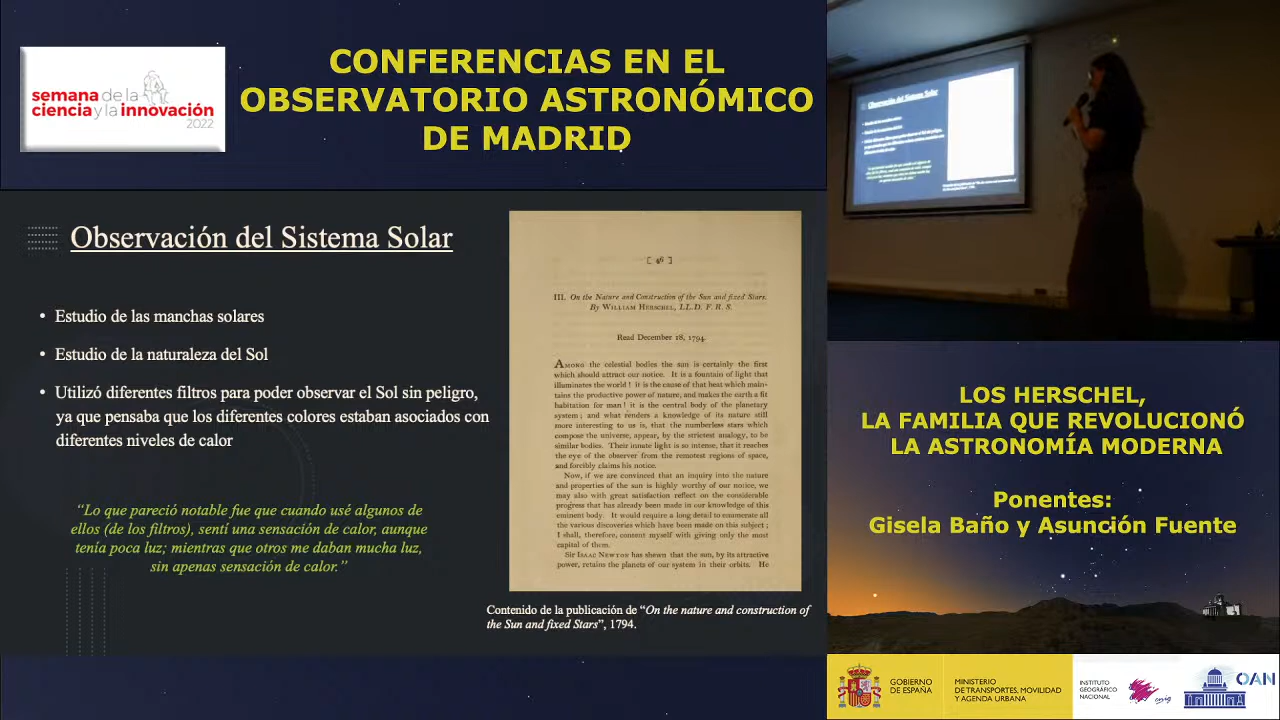 semana de la
ciencia y la innovación
2022
CONFERENCIAS EN EL
OBSERVATORIO ASTRONÓMICO
DE MADRID
Observación del Sistema Solar
• Estudio de las manchas solares
• Estudio de la naturaleza del Sol
• Utilizó diferentes filtros para poder observar el Sol sin peligro,
ya que pensaba que los diferentes colores estaban asociados con
diferentes niveles de calor
“Lo que pareció notable fue que cuando usé algunos de
ellos (de los filtros), sentí una sensación de calor, aunque
tenía poca luz; mientras que otros me daban mucha luz,
sin apenas sensación de calor.”
[ 46 ]
III. On the Nature and Construction of the Sun and fixed Stars.
By WILLIAM HERSCHEL, LL.D. F. R. S.
Read December 18, 1794.
AMONG the celestial bodies the sun is certainly the first
which should attract our notice. It is a fountain of light that
illuminates the world! it is the cause of that heat which main-
tains the productive power of nature, and makes the earth a fit
habitation for man! it is the central body of the planetary
system; and what renders a knowledge of its nature still
more interesting to us is, that the numberless stars which
compose the universe, appear, by the strictest analogy, to be
similar bodies. Their innate light is so intense, that it reaches
the eye of the observer from the remotest regions of space,
and forcibly claims his notice.
Now, if we are convinced that an inquiry into the nature
and properties of the sun is highly worthy of our notice, we
may also with great satisfaction reflect on the considerable
progress that has already been made in our knowledge of this
eminent body. It would require a long detail to enumerate all
the various discoveries which have been made on this subject;
I shall, therefore, content myself with giving only the most
capital of them.
Sir ISAAC NEWTON has shewn that the sun, by its attractive
power, retains the planets of our system in their orbits. He
Contenido de la publicación de “On the nature and construction of
the Sun and fixed Stars”, 1794.
Observación del Sistema Solar
LOS HERSCHEL,
LA FAMILIA QUE REVOLUCIONÓ
LA ASTRONOMÍA MODERNA
Ponentes:
Gisela Baño y Asunción Fuente
GOBIERNO
DE ESPAÑA
MINISTERIO
DE TRANSPORTES, MOVILIDAD
Y AGENDA URBANA
INSTITUTO
GEOGRÁFICO
NACIONAL
cnig
OAN